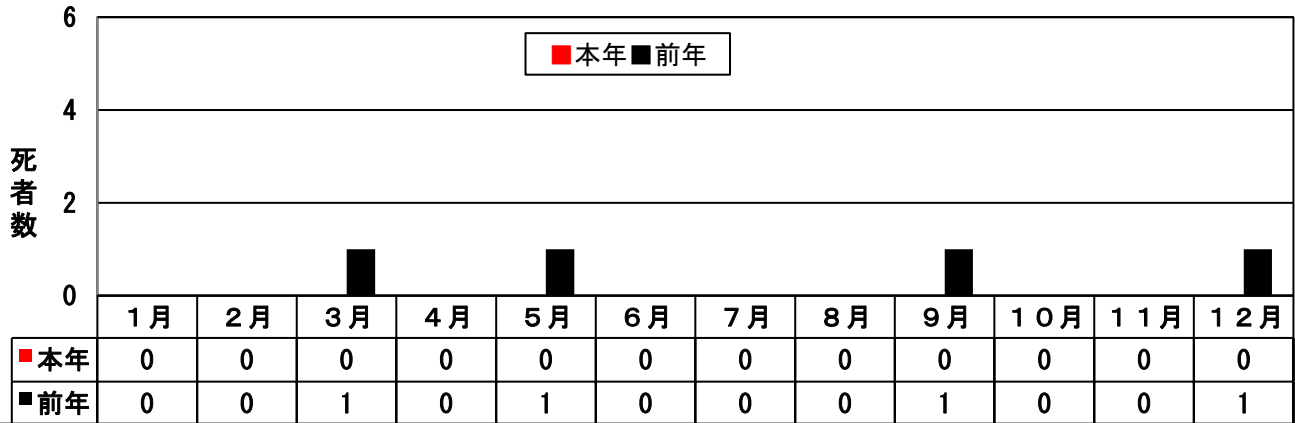 6
■本年■前年
4
死者数
2
0
１月 ２月 ３月 ４月 ５月 ６月 ７月 ８月 ９月 １０月 １１月 １２月
■本年 0 0 0 0 0 0 0 0 0 0 0 0
■前年 0 0 1 0 1 0 0 0 1 0 0 1